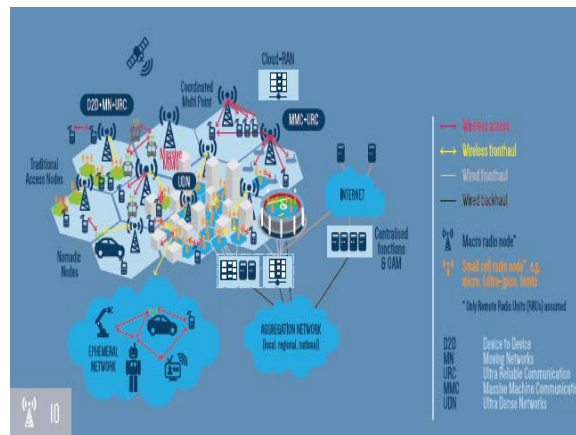 Cloud-RAN
Coordinated
Multi Point
D2D+MN-URC
MMC-URC
Massive
MIMO
Traditional
Access Nodes
UDN
INTERNET
Nomadic
Nodes
Centralised
fonctions
& OAM
EPHEMERAL
NETWORK
AGGREGATION NETWORK
(local, regional, national)
Wireless access
Wireless fronthaul
Wired fronthaul
Wired backhaul
Macro radio node*
Small cell radio node*, e.g.
micro, (ultra-)pico, femto
* Only Remote Radio Units (RRUs) assumed
D2D Device to Device
MN Moving Networks
URC Ultra Reliable Communication
MMC Massive Machine Communication
UDN Ultra Dense Networks
10